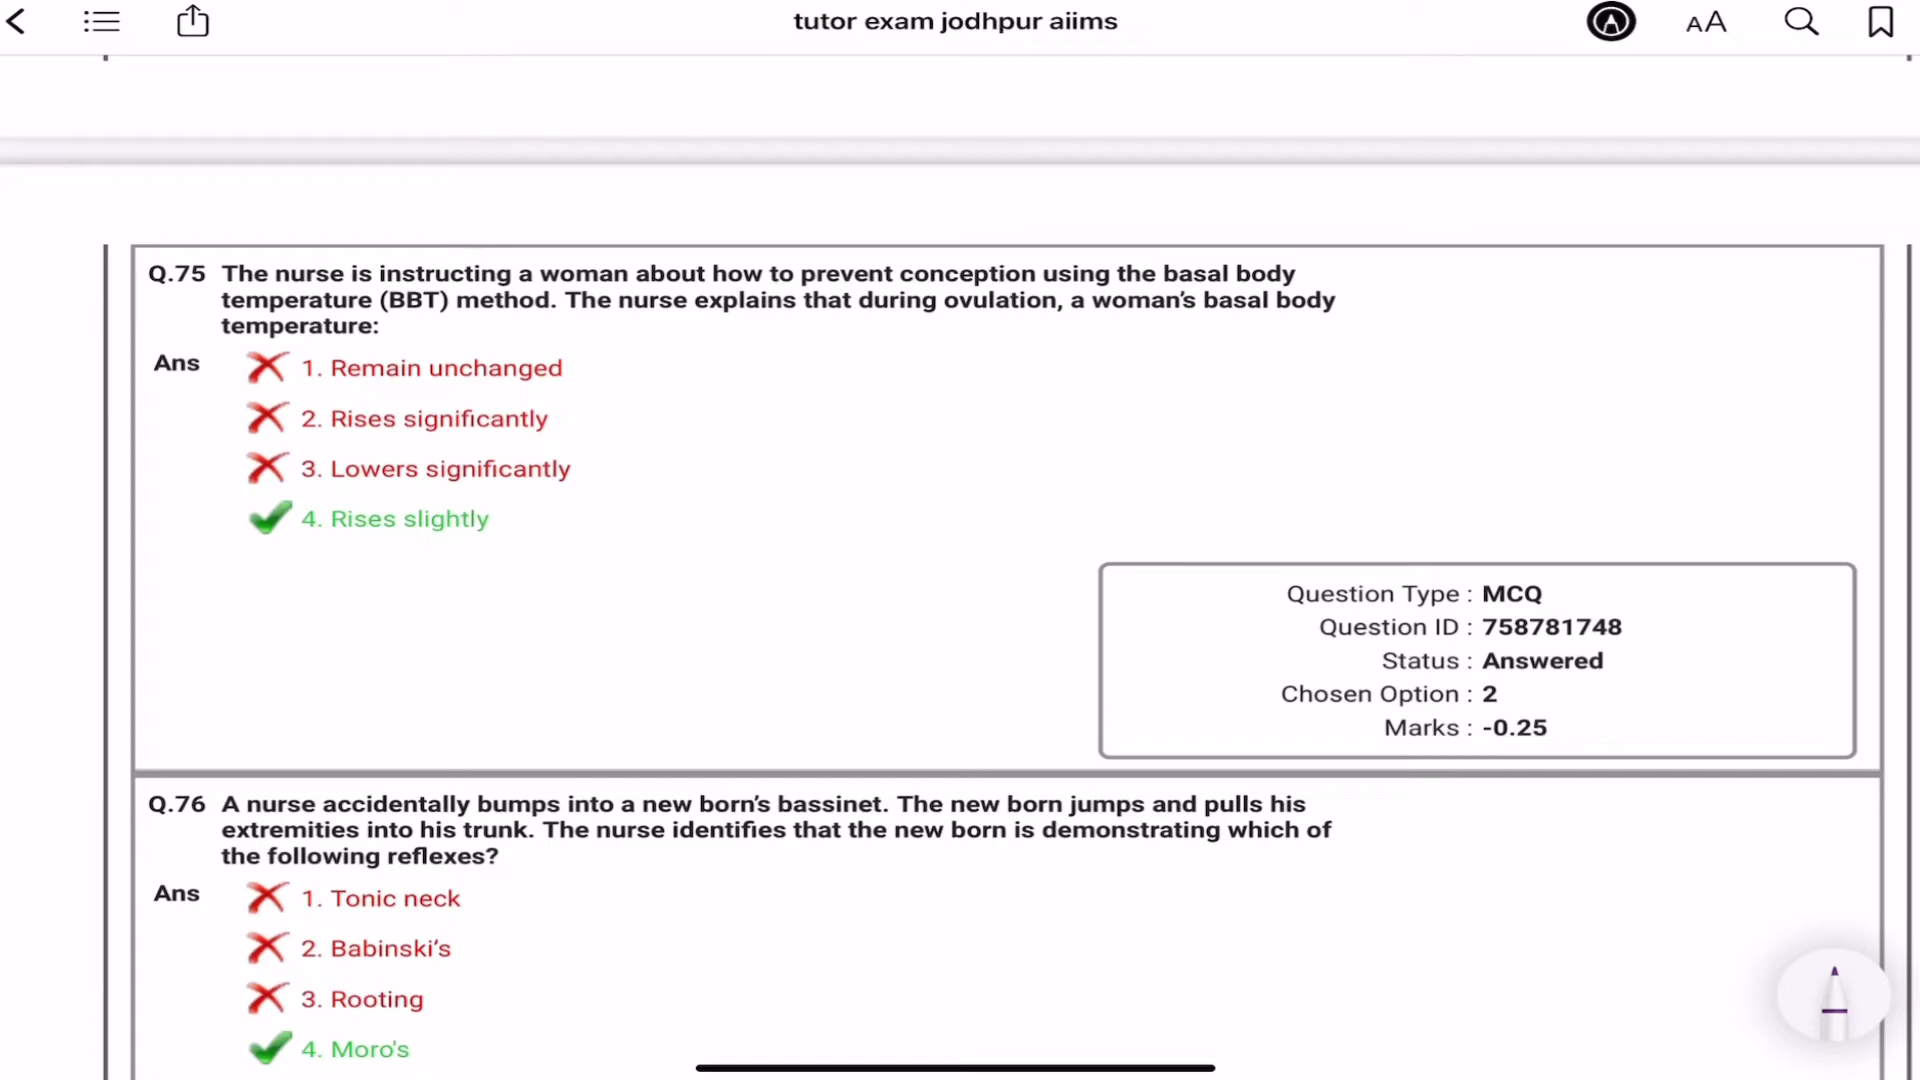 tutor exam jodhpur aiims
AA
Q.75 The nurse is instructing a woman about how to prevent conception using the basal body
temperature (BBT) method. The nurse explains that during ovulation, a woman's basal body
temperature:
Ans 1. Remain unchanged
2. Rises significantly
3. Lowers significantly
4. Rises slightly
Question Type : MCQ
Question ID : 758781748
Status : Answered
Chosen Option : 2
Marks : -0.25
Q.76 A nurse accidentally bumps into a new born's bassinet. The new born jumps and pulls his
extremities into his trunk. The nurse identifies that the new born is demonstrating which of
the following reflexes?
Ans 1. Tonic neck
2. Babinski's
3. Rooting
4. Moro's